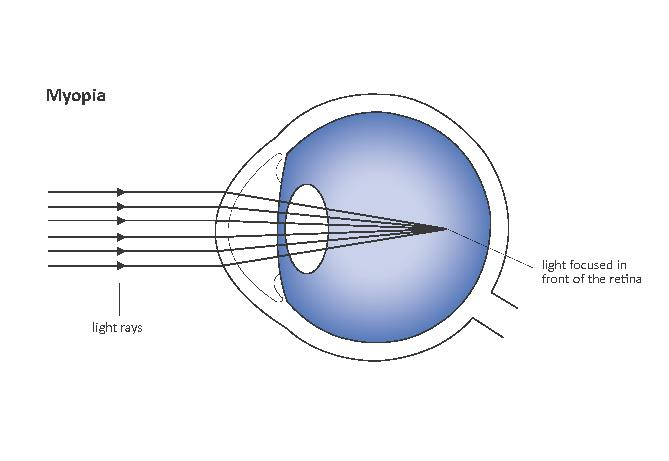 Myopia
light focused in
front of the retina
light rays